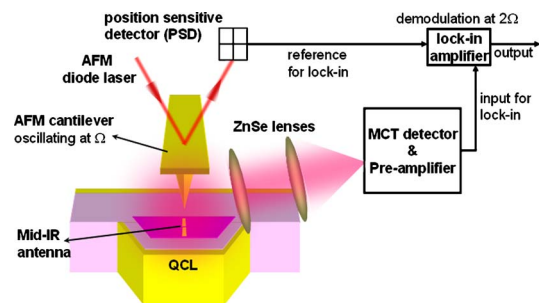 position sensitive
detector (PSD)
demodulation at 2Ω
lock-in
amplifier
output
reference
for lock-in
AFM
diode laser
input for
lock-in
AFM cantilever
oscillating at Ω
ZnSe lenses
MCT detector
&
Pre-amplifier
Mid-IR
antenna
QCL